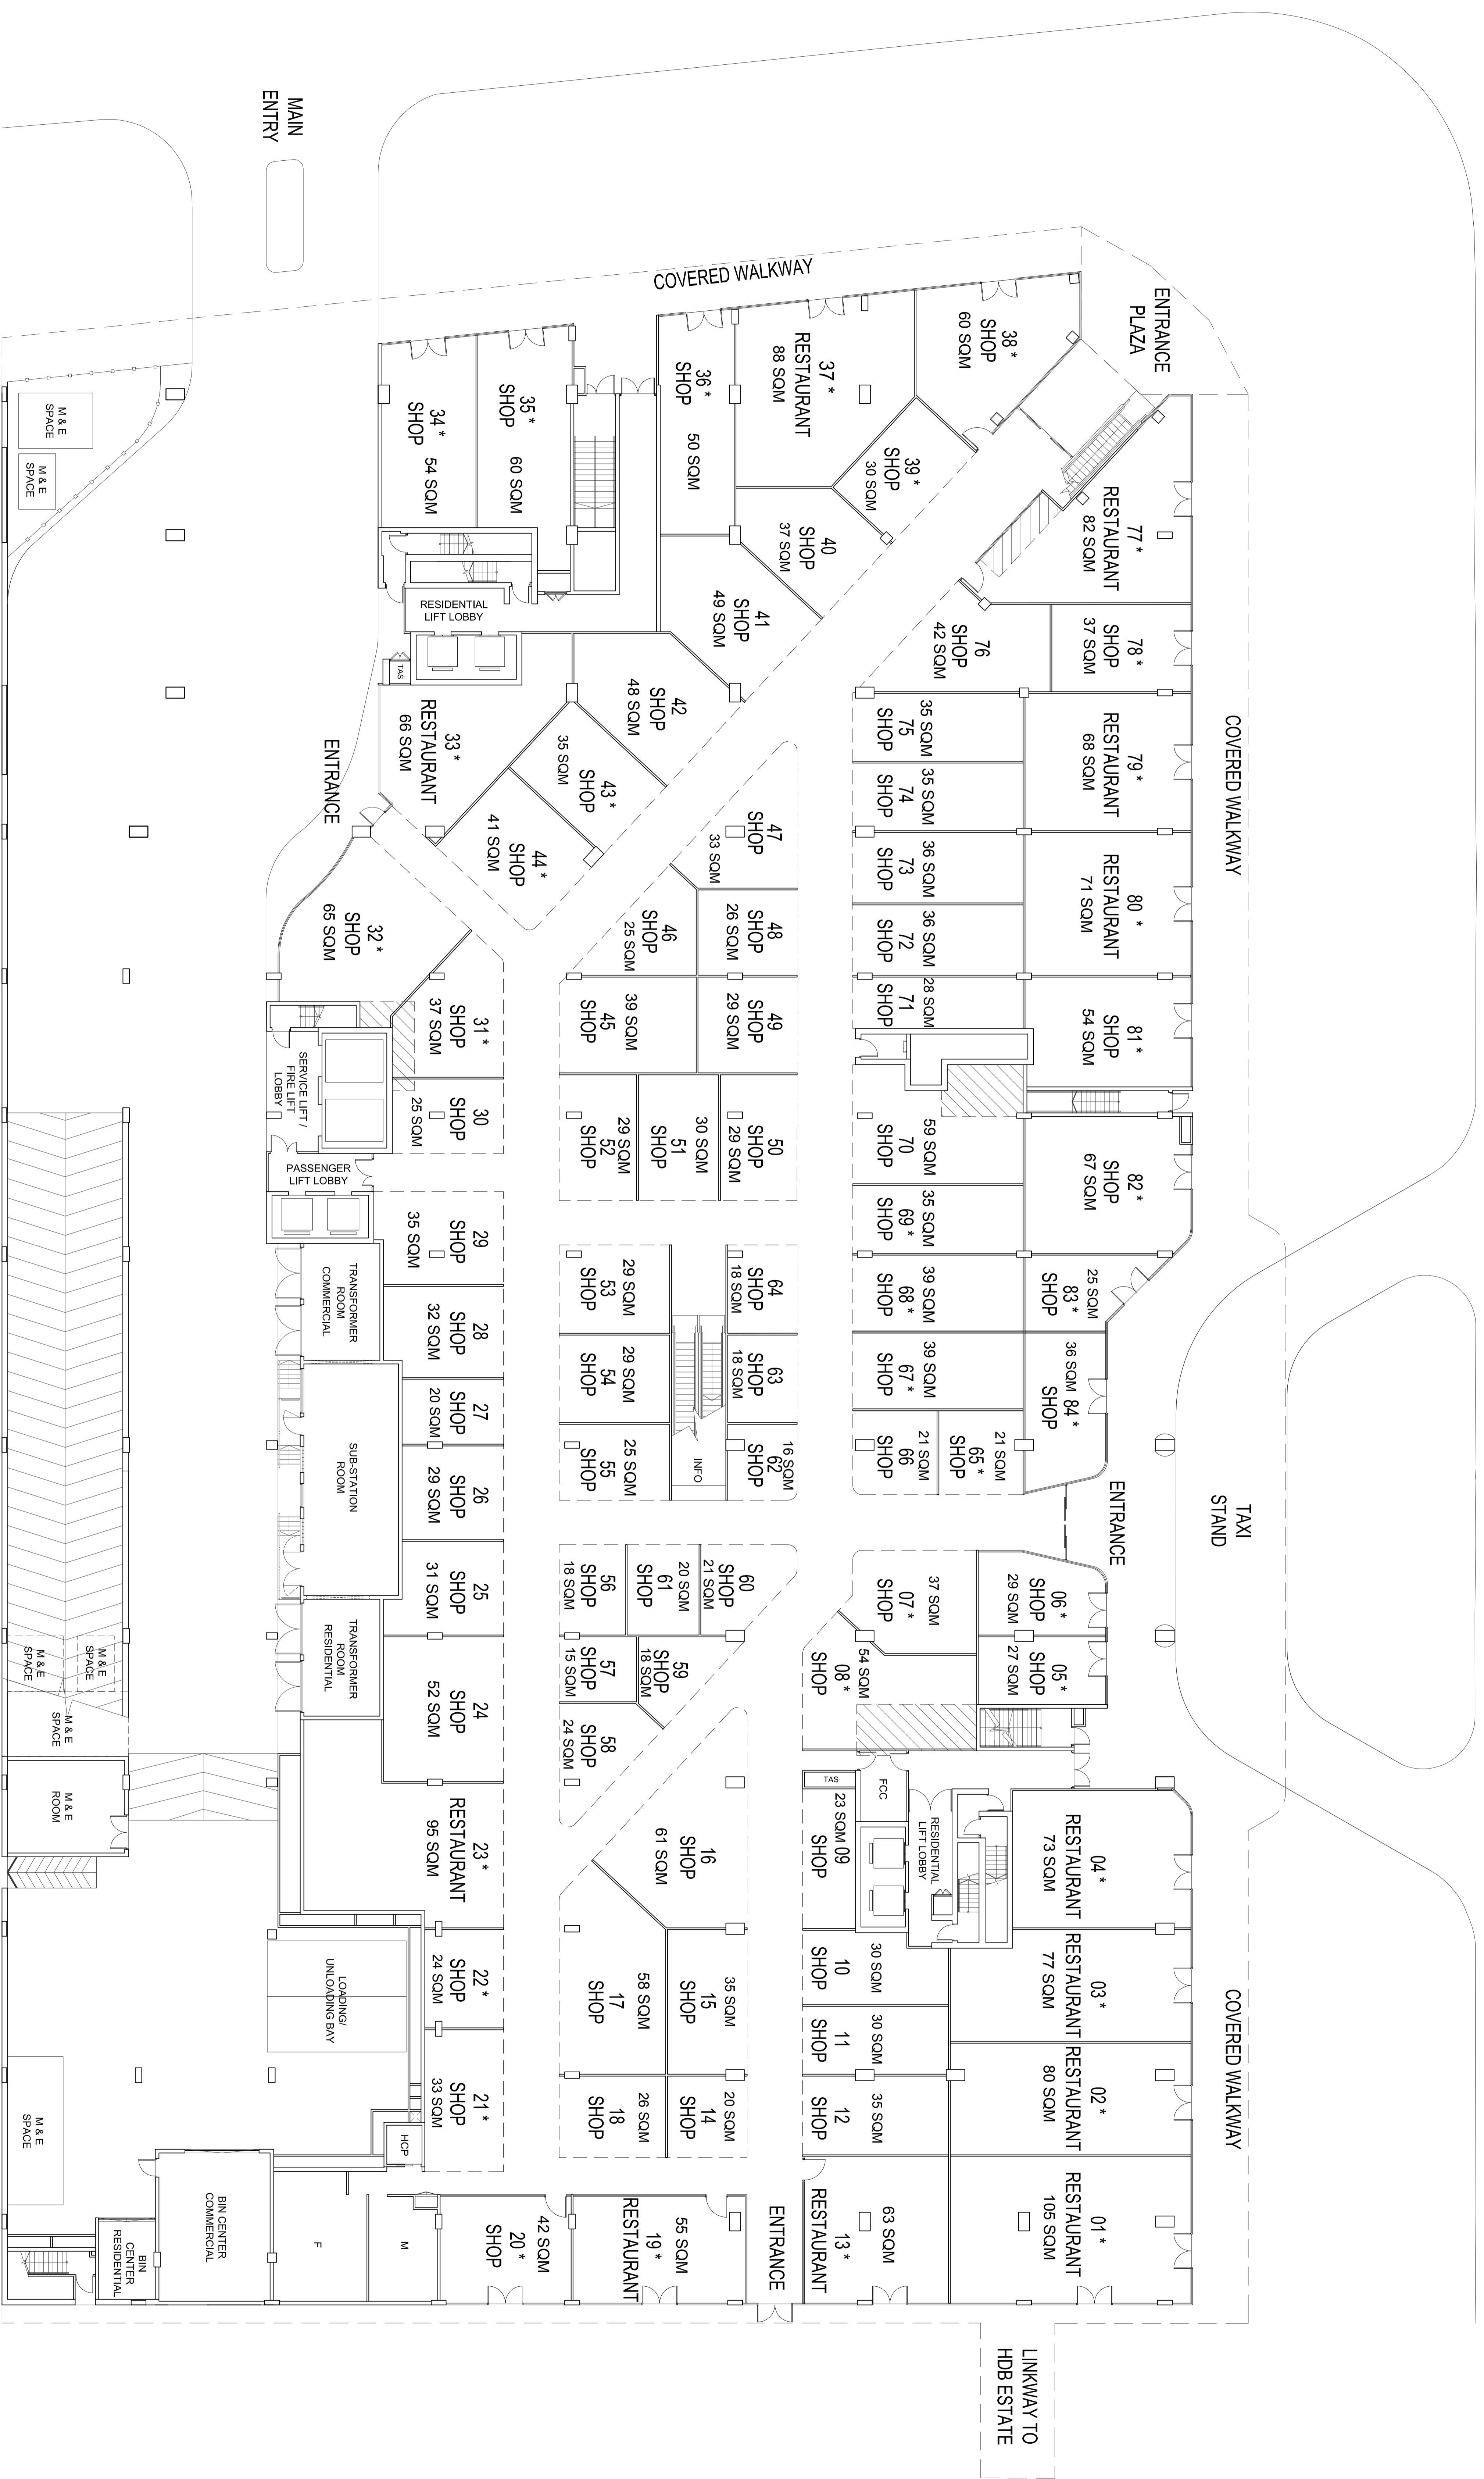 MAIN
ENTRY
COVERED WALKWAY
ENTRANCE
PLAZA
COVERED WALKWAY
TAXI
STAND
ENTRANCE
COVERED WALKWAY
LINKWAY TO
HDB ESTATE
ENTRANCE
ENTRANCE
01 *
RESTAURANT
105 SQM
02 *
RESTAURANT
80 SQM
03 *
RESTAURANT
77 SQM
04 *
RESTAURANT
73 SQM
05 *
SHOP
27 SQM
06 *
SHOP
29 SQM
37 SQM
07 *
SHOP
54 SQM
08 *
SHOP
23 SQM 09
SHOP
30 SQM
10
SHOP
30 SQM
11
SHOP
35 SQM
12
SHOP
63 SQM
13 *
RESTAURANT
20 SQM
14
SHOP
35 SQM
15
SHOP
16
SHOP
61 SQM
58 SQM
17
SHOP
26 SQM
18
SHOP
55 SQM
19 *
RESTAURANT
42 SQM
20 *
SHOP
21 *
SHOP
33 SQM
22 *
SHOP
24 SQM
23 *
RESTAURANT
95 SQM
24
SHOP
52 SQM
25
SHOP
31 SQM
26
SHOP
29 SQM
27
SHOP
20 SQM
28
SHOP
32 SQM
29
SHOP
35 SQM
30
SHOP
25 SQM
31 *
SHOP
37 SQM
32 *
SHOP
65 SQM
33 *
RESTAURANT
66 SQM
34 *
SHOP
54 SQM
35 *
SHOP
60 SQM
36 *
SHOP
50 SQM
37 *
RESTAURANT
88 SQM
38 *
SHOP
60 SQM
39 *
SHOP
30 SQM
40
SHOP
37 SQM
41
SHOP
49 SQM
42
SHOP
48 SQM
43 *
SHOP
35 SQM
44 *
SHOP
41 SQM
39 SQM
45
SHOP
46
SHOP
25 SQM
47
SHOP
33 SQM
48
SHOP
26 SQM
49
SHOP
29 SQM
50
SHOP
29 SQM
30 SQM
51
SHOP
29 SQM
52
SHOP
29 SQM
53
SHOP
29 SQM
54
SHOP
25 SQM
55
SHOP
56
SHOP
18 SQM
57
SHOP
15 SQM
58
SHOP
24 SQM
59
SHOP
18 SQM
60
SHOP
21 SQM
20 SQM
61
SHOP
16 SQM
62
SHOP
63
SHOP
18 SQM
64
SHOP
18 SQM
INFO
21 SQM
65 *
SHOP
21 SQM
66
SHOP
39 SQM
67 *
SHOP
39 SQM
68 *
SHOP
35 SQM
69 *
SHOP
59 SQM
70
SHOP
28 SQM
71
SHOP
36 SQM
72
SHOP
36 SQM
73
SHOP
35 SQM
74
SHOP
35 SQM
75
SHOP
76
SHOP
42 SQM
77 *
RESTAURANT
82 SQM
78 *
SHOP
37 SQM
79 *
RESTAURANT
68 SQM
80 *
RESTAURANT
71 SQM
81 *
SHOP
54 SQM
82 *
SHOP
67 SQM
25 SQM
83 *
SHOP
36 SQM 84 *
SHOP
RESIDENTIAL
LIFT LOBBY
TAS
SERVICE LIFT /
FIRE LIFT
LOBBY
PASSENGER
LIFT LOBBY
TRANSFORMER
ROOM
COMMERCIAL
SUB-STATION
ROOM
TRANSFORMER
ROOM
RESIDENTIAL
TAS
FCC
RESIDENTIAL
LIFT LOBBY
LOADING/
UNLOADING BAY
HCP
M
F
BIN CENTER
COMMERCIAL
BIN
CENTER
RESIDENTIAL
M & E
SPACE
M & E
SPACE
M & E
SPACE
M & E
SPACE
M & E
SPACE
M & E
ROOM
M & E
SPACE